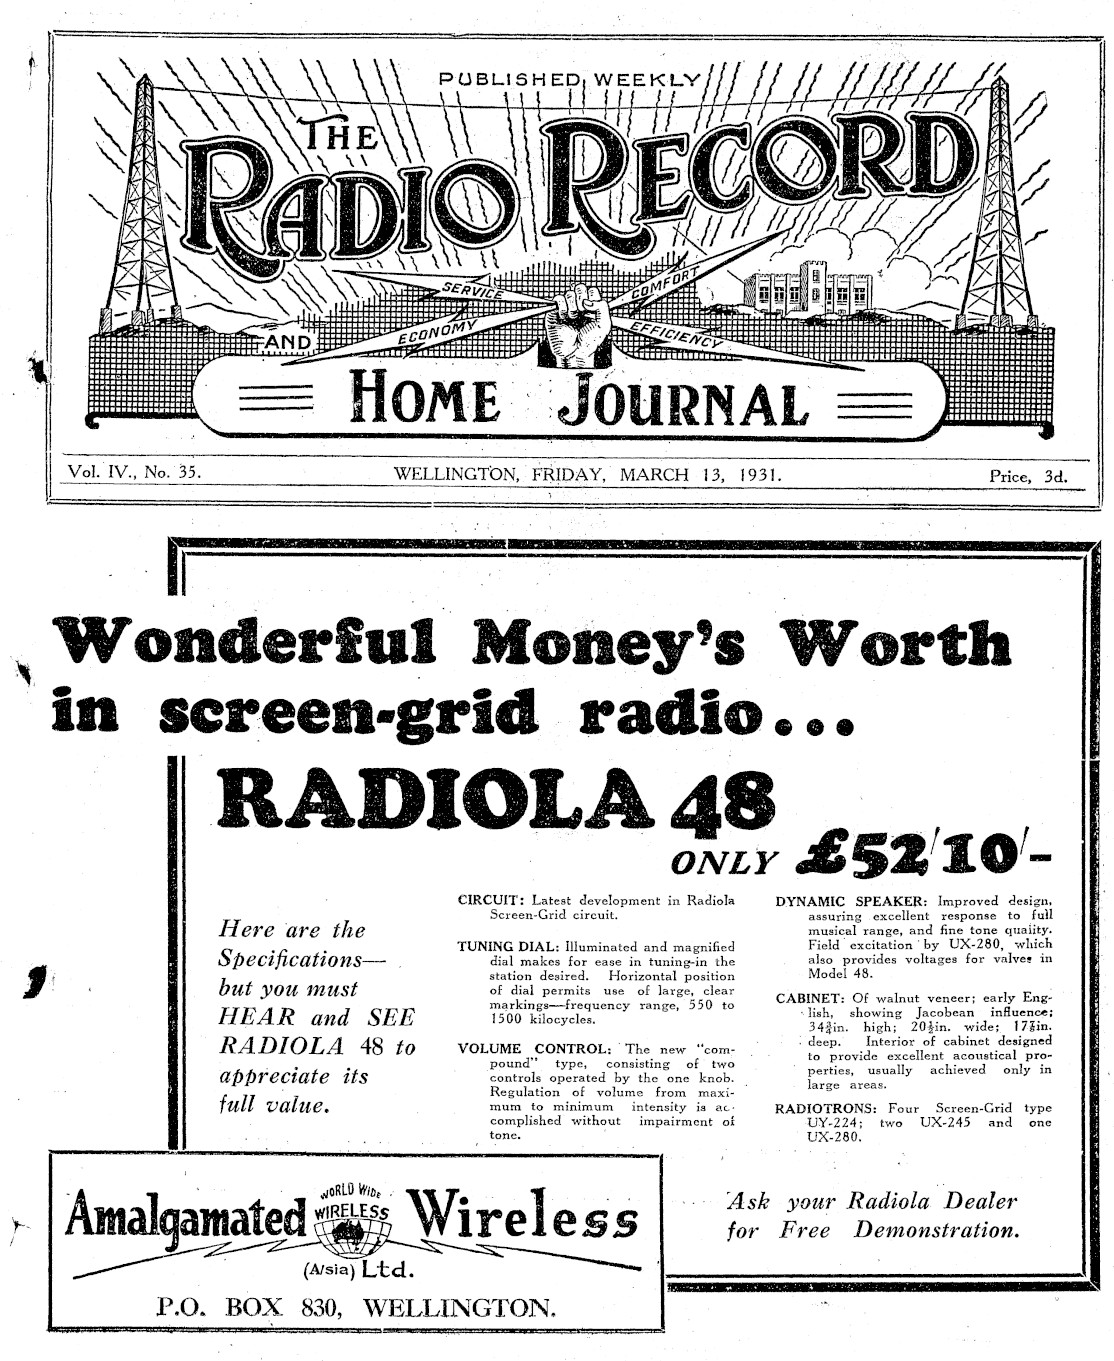 PUBLISHED WEEKLY
THE
RADIO RECORD
SERVICE
COMFORT
ECONOMY
EFFICIENCY
AND
HOME JOURNAL
Vol. IV., No. 35.
WELLINGTON, FRIDAY, MARCH 13, 1931.
Price, 3d.
Wonderful Money's Worth
in screen-grid radio...
RADIOLA 48
ONLY £52/10/-
Here are the
Specifications—
but you must
HEAR and SEE
RADIOLA 48 to
appreciate its
full value.
CIRCUIT: Latest development in Radiola
Screen-Grid circuit.
TUNING DIAL: Illuminated and magnified
dial makes for ease in tuning-in the
station desired. Horizontal position
of dial permits use of large, clear
markings—frequency range, 550 to
1500 kilocycles.
VOLUME CONTROL: The new "com-
pound" type, consisting of two
controls operated by the one knob.
Regulation of volume from maxi-
mum to minimum intensity is ac-
complished without impairment of
tone.
DYNAMIC SPEAKER: Improved design,
assuring excellent response to full
musical range, and fine tone quality.
Field excitation by UX-280, which
also provides voltages for valves in
Model 48.
CABINET: Of walnut veneer; early Eng-
lish, showing Jacobean influence;
34¾in. high; 20½in. wide; 17⅞in.
deep. Interior of cabinet designed
to provide excellent acoustical pro-
perties, usually achieved only in
large areas.
RADIOTRONS: Four Screen-Grid type
UY-224; two UX-245 and one
UX-280.
Ask your Radiola Dealer
for Free Demonstration.
Amalgamated Wireless
WORLD WIDE
WIRELESS
(A/sia) Ltd.
P.O. BOX 830, WELLINGTON.